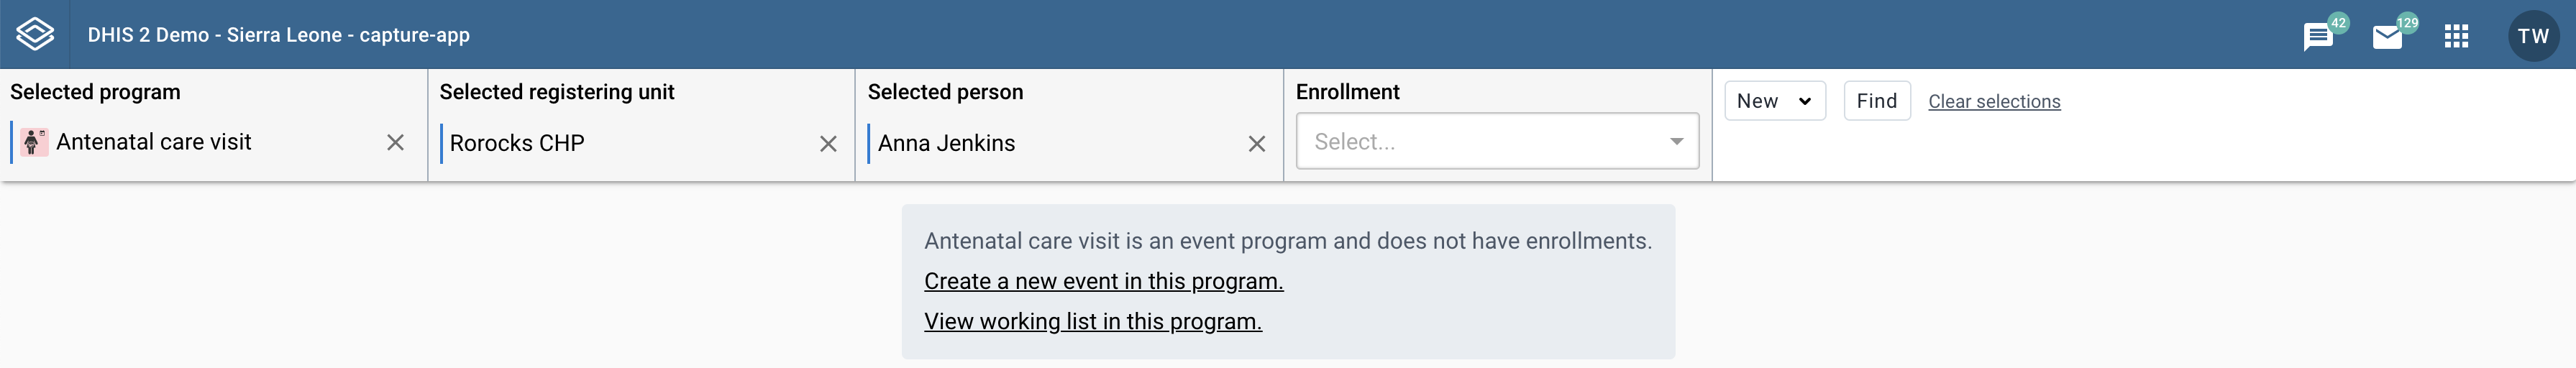 DHIS 2 Demo - Sierra Leone - capture-app
42
129
TW
Selected program
Antenatal care visit
Selected registering unit
Rorocks CHP
Selected person
Anna Jenkins
Enrollment
Select...
New
Find
Clear selections
Antenatal care visit is an event program and does not have enrollments.
Create a new event in this program.
View working list in this program.